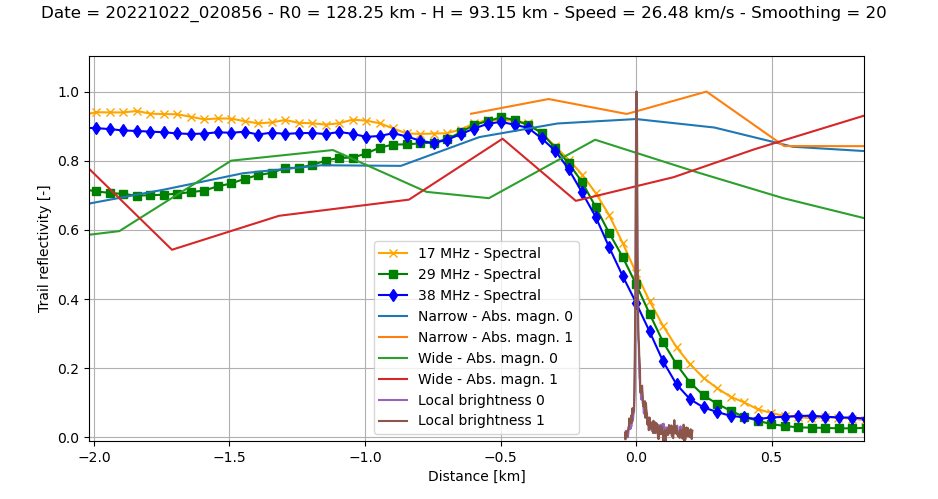 Date = 20221022_020856 - R0 = 128.25 km - H = 93.15 km - Speed = 26.48 km/s - Smoothing = 20
1.0
0.8
0.6
0.4
0.2
0.0
Trail reflectivity [-]
17 MHz - Spectral
29 MHz - Spectral
38 MHz - Spectral
Narrow - Abs. magn. 0
Narrow - Abs. magn. 1
Wide - Abs. magn. 0
Wide - Abs. magn. 1
Local brightness 0
Local brightness 1
−2.0 −1.5 −1.0 −0.5 0.0 0.5
Distance [km]